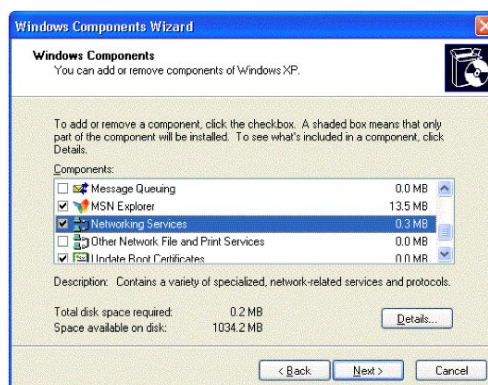 Windows Components Wizard
Windows Components
You can add or remove components of Windows XP.
To add or remove a component, click the checkbox. A shaded box means that only
part of the component will be installed. To see what's included in a component, click
Details.
Components:
Message Queuing 0.0 MB
MSN Explorer 13.5 MB
Networking Services 0.3 MB
Other Network File and Print Services 0.0 MB
Update Root Certificates 0.0 MB
Description: Contains a variety of specialized, network-related services and protocols.
Total disk space required: 0.2 MB
Space available on disk: 1034.2 MB
Details...
< Back Next > Cancel